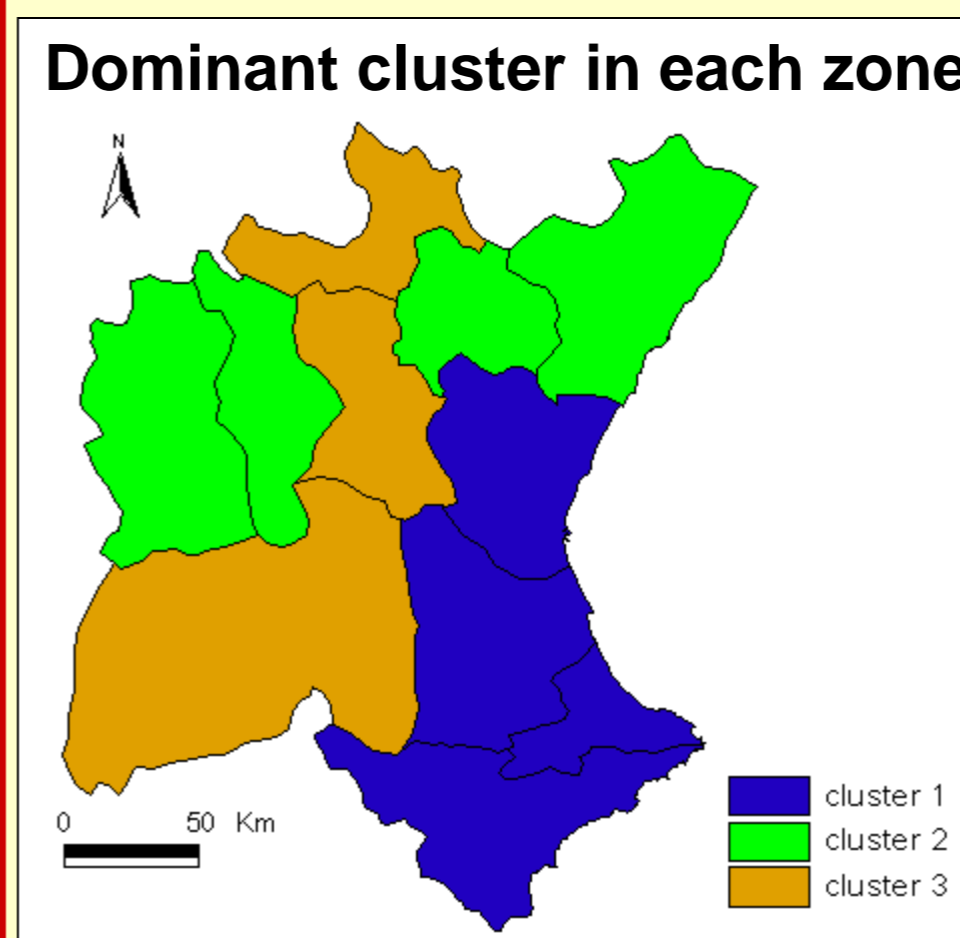 Dominant cluster in each zone
N
0 50 Km
cluster 1
cluster 2
cluster 3